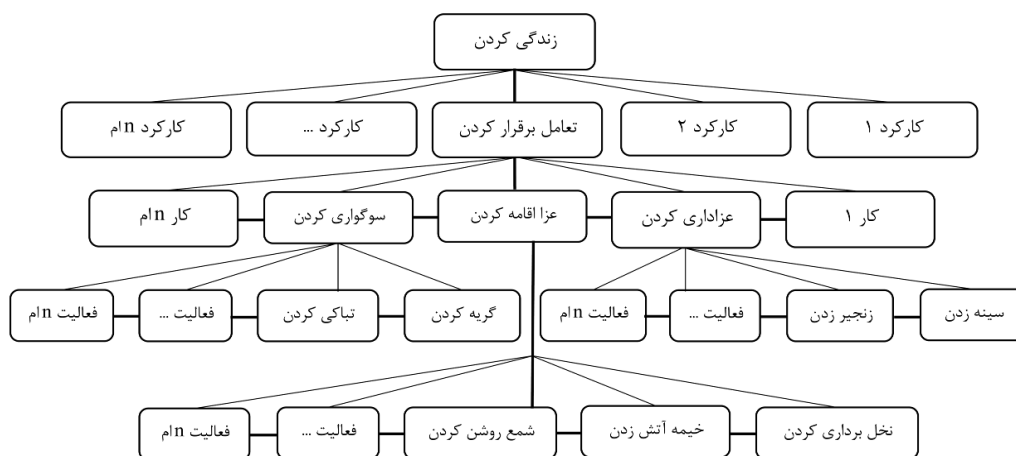 زندگی کردن
کارکرد ۱
کارکرد ۲
تعامل برقرار کردن
کارکرد ...
کارکرد nام
کار ۱
عزاداری کردن
عزا اقامه کردن
سوگواری کردن
کار nام
سینه زدن
زنجیر زدن
فعالیت ...
فعالیت nام
گریه کردن
تباکی کردن
فعالیت ...
فعالیت nام
نخل برداری کردن
خیمه آتش زدن
شمع روشن کردن
فعالیت ...
فعالیت nام